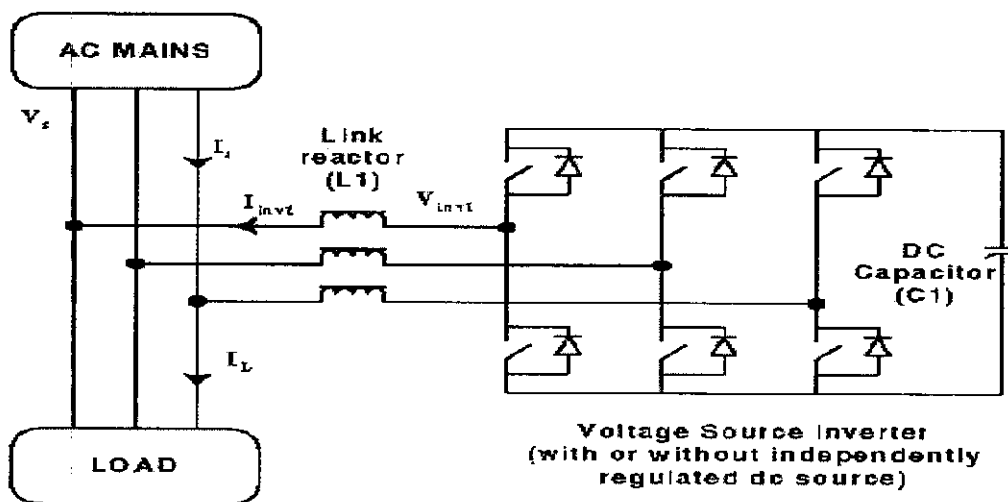 AC MAINS
Vs
Is
Link
reactor
(L1)
Iinvt
Vinvt
DC
Capacitor
(C1)
IL
LOAD
Voltage Source Inverter
(with or without independently
regulated dc source)